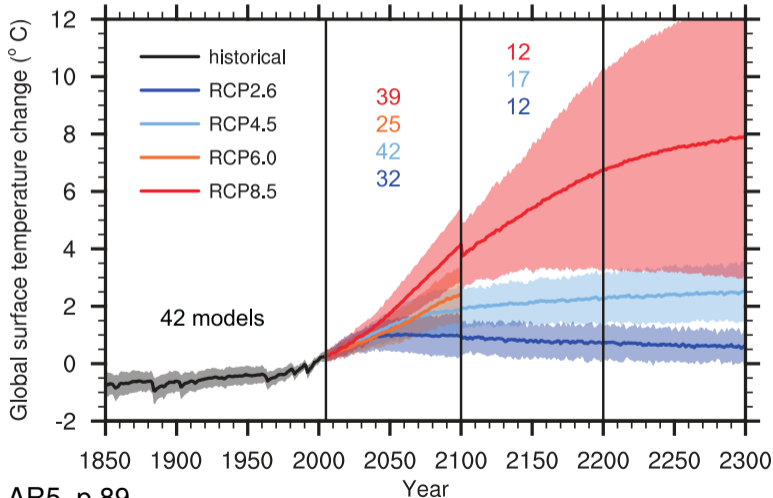 Global surface temperature change (° C)
12
10
8
6
4
2
0
-2
historical
RCP2.6
RCP4.5
RCP6.0
RCP8.5
42 models
39
25
42
32
12
17
12
1850 1900 1950 2000 2050 2100 2150 2200 2250 2300
Year
AR5, p.89